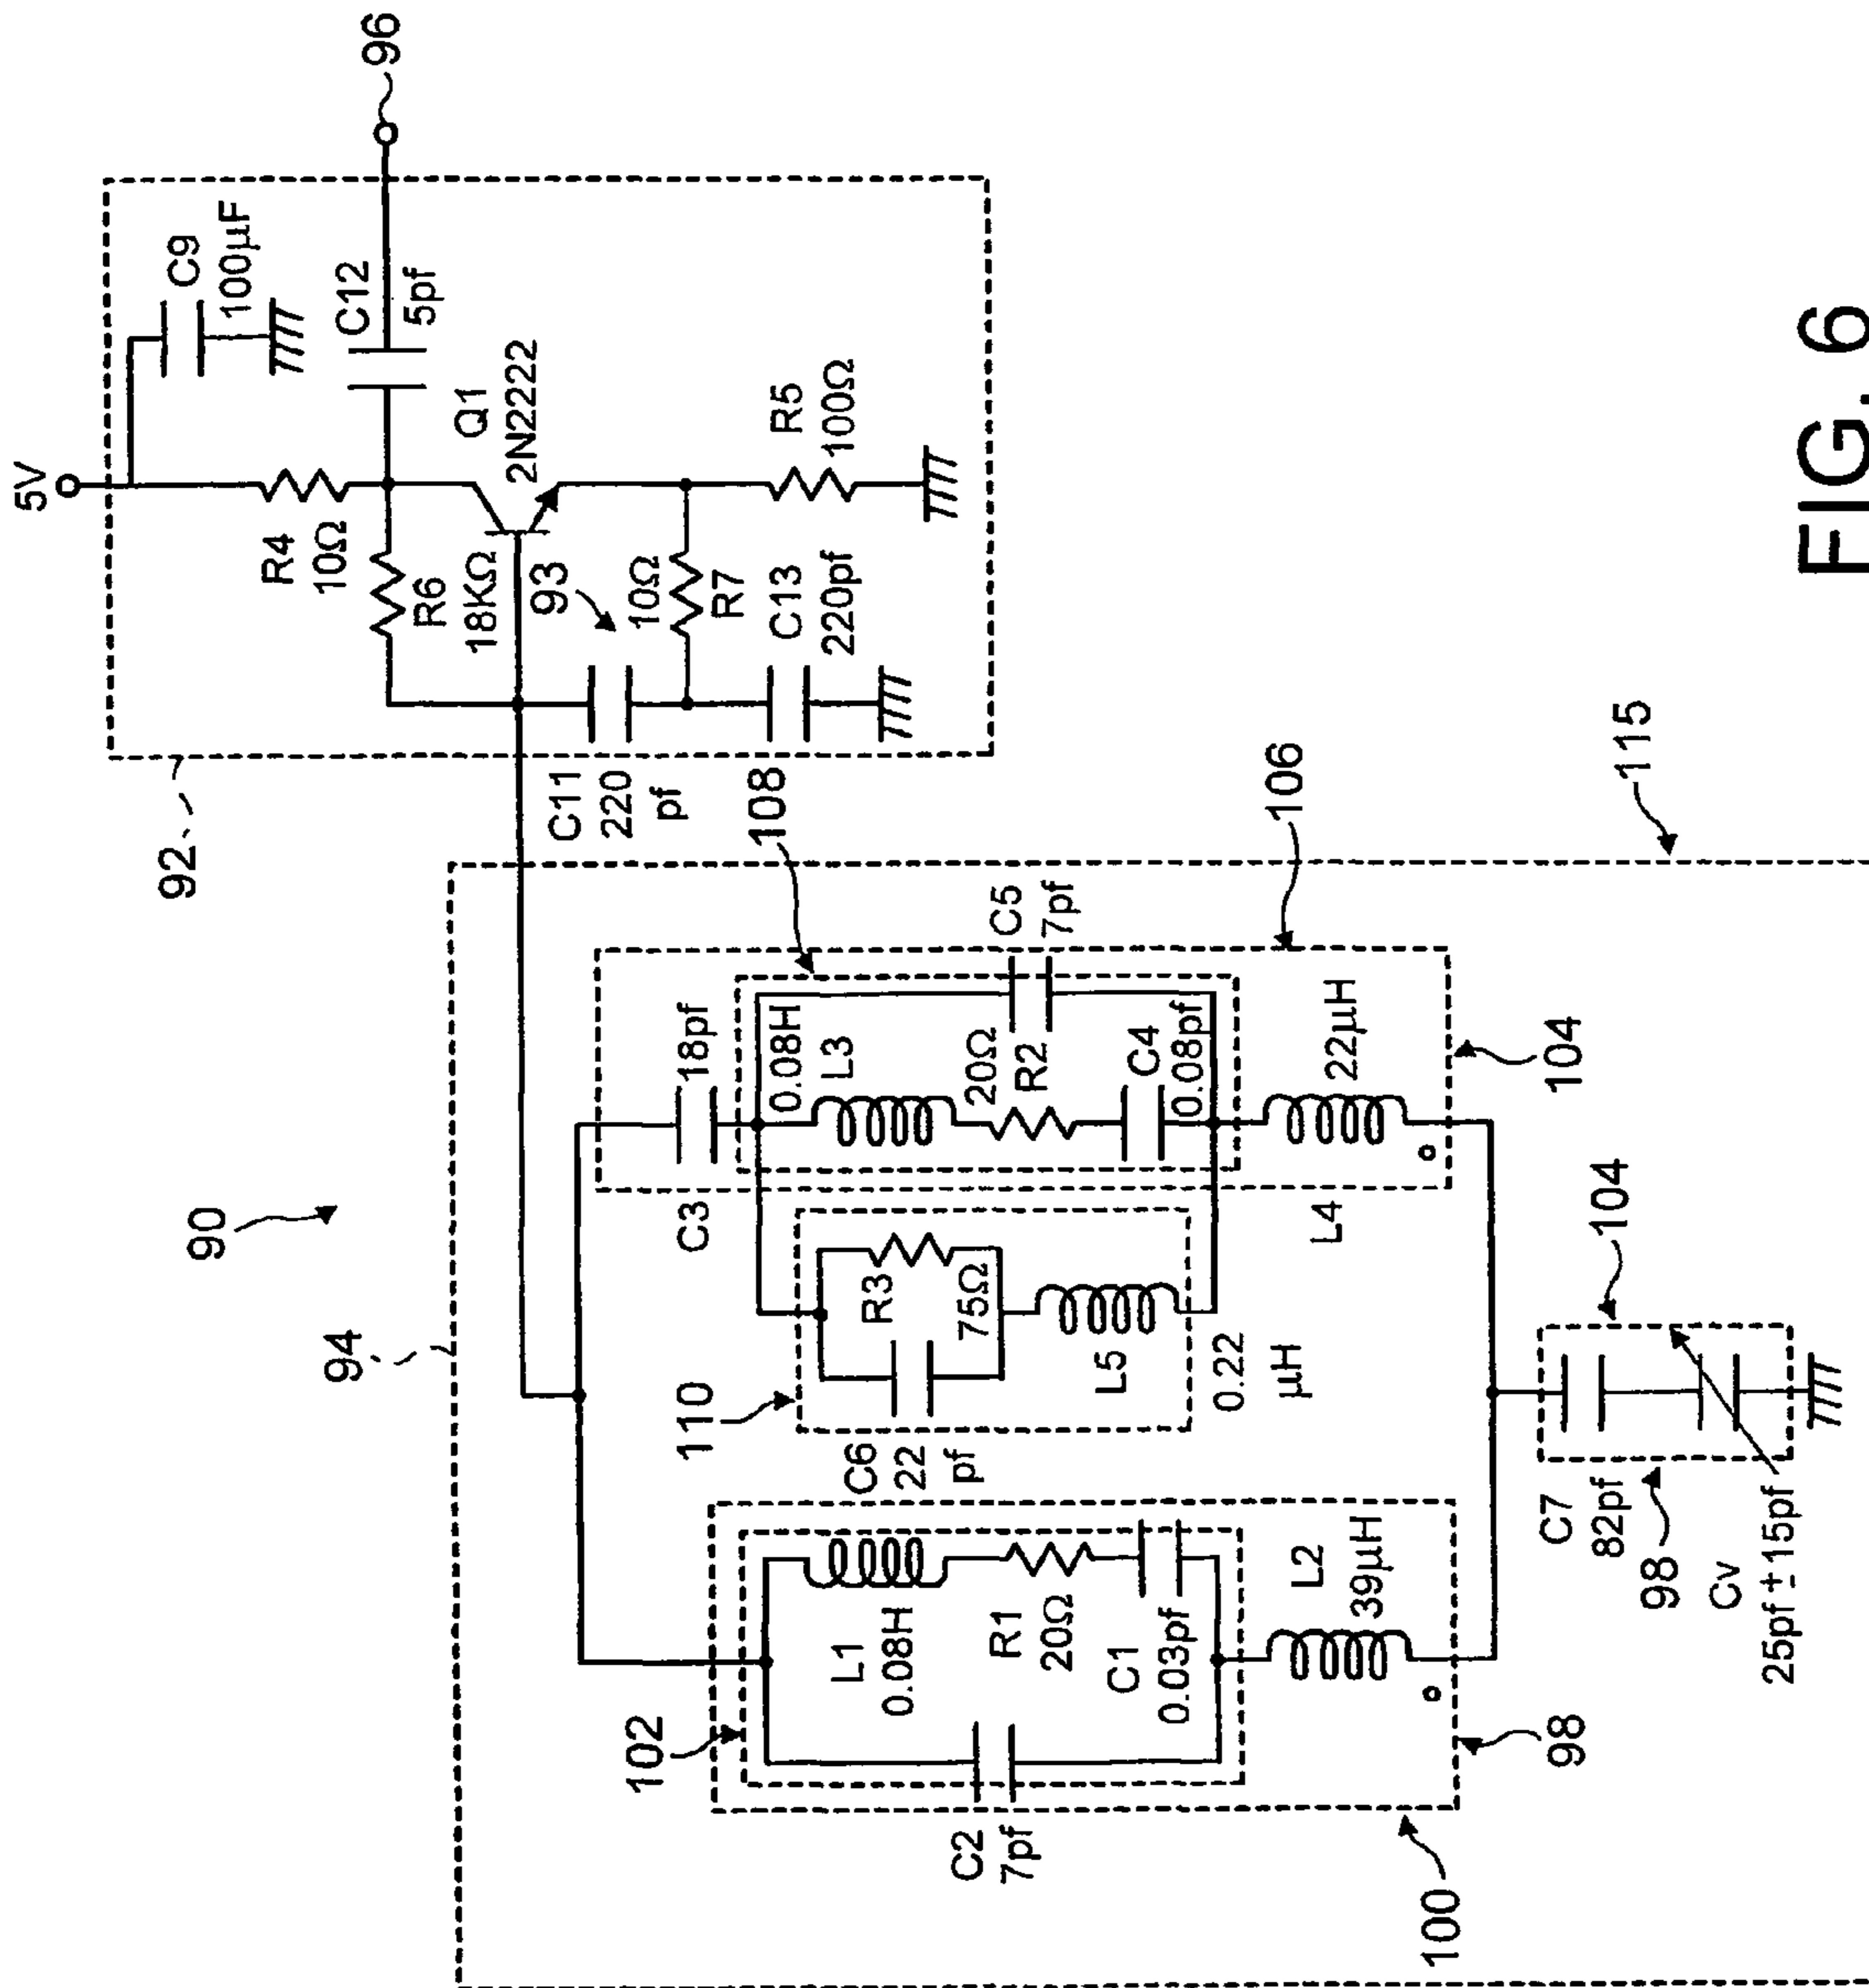 5V
96
C9
100µF
C12
5pf
R4
10Ω
R6
18KΩ
Q1
2N2222
93
10Ω
R7
C13
220pf
R5
100Ω
92
C11
220
pf
108
106
115
90
94
C3
18pf
C5
7pf
0.08H
L3
20Ω
R2
C4
0.08pf
22µH
L4
104
R3
75Ω
L5
0.22
µH
110
C6
22
pf
104
102
L1
0.08H
R1
20Ω
C1
0.03pf
L2
39µH
C2
7pf
98
100
C7
82pf
98
Cv
25pf±15pf
FIG. 6